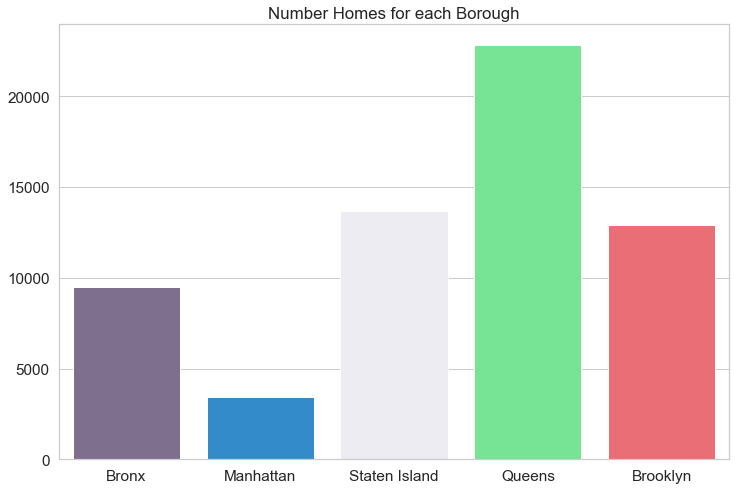 Number Homes for each Borough
20000
15000
10000
5000
0
Bronx Manhattan Staten Island Queens Brooklyn